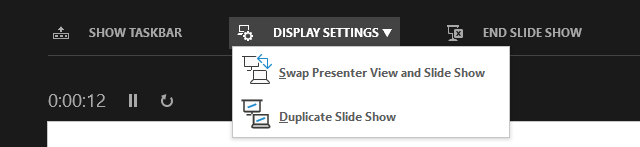 SHOW TASKBAR DISPLAY SETTINGS ▼ END SLIDE SHOW
Swap Presenter View and Slide Show
0:00:12
Duplicate Slide Show